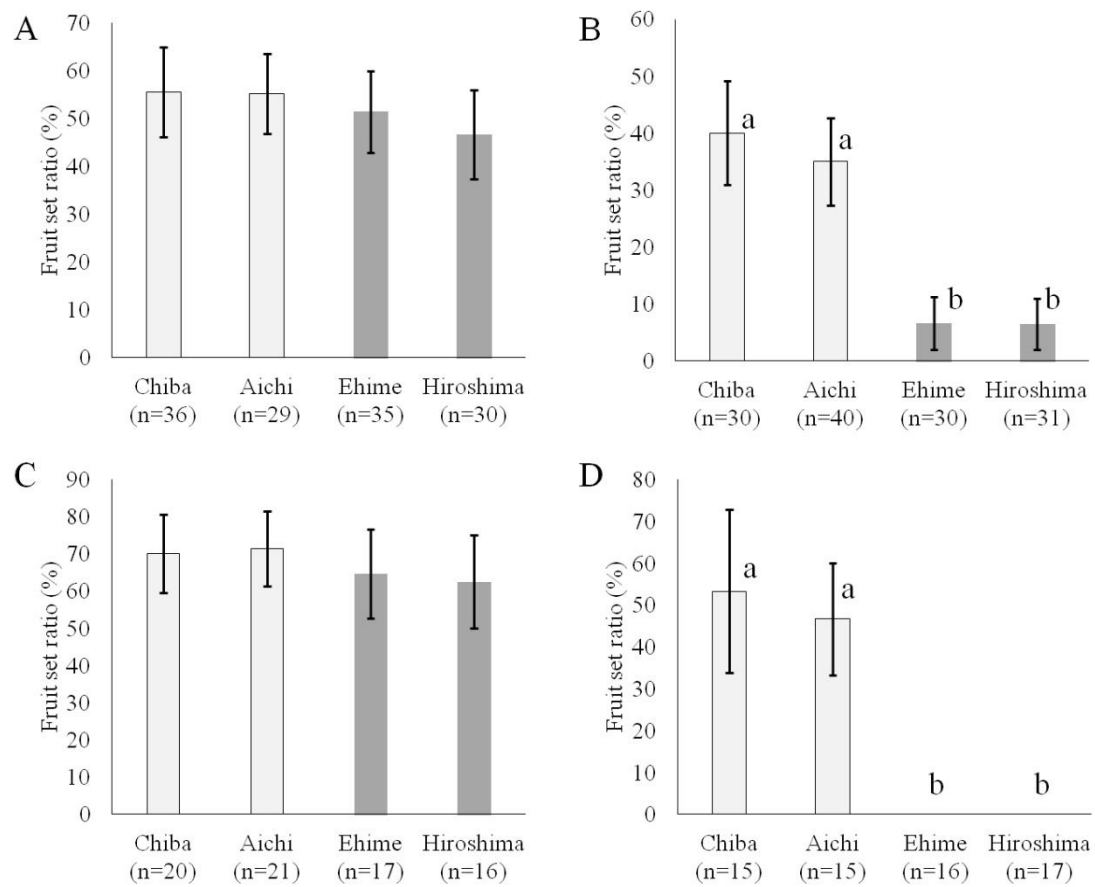 A
Fruit set ratio (%)
70
60
50
40
30
20
10
0
Chiba Aichi Ehime Hiroshima
(n=36) (n=29) (n=35) (n=30)
B
Fruit set ratio (%)
60
50
40
30
20
10
0
a a b b
Chiba Aichi Ehime Hiroshima
(n=30) (n=40) (n=30) (n=31)
C
Fruit set ratio (%)
90
80
70
60
50
40
30
20
10
0
Chiba Aichi Ehime Hiroshima
(n=20) (n=21) (n=17) (n=16)
D
Fruit set ratio (%)
80
70
60
50
40
30
20
10
0
a a b b
Chiba Aichi Ehime Hiroshima
(n=15) (n=15) (n=16) (n=17)